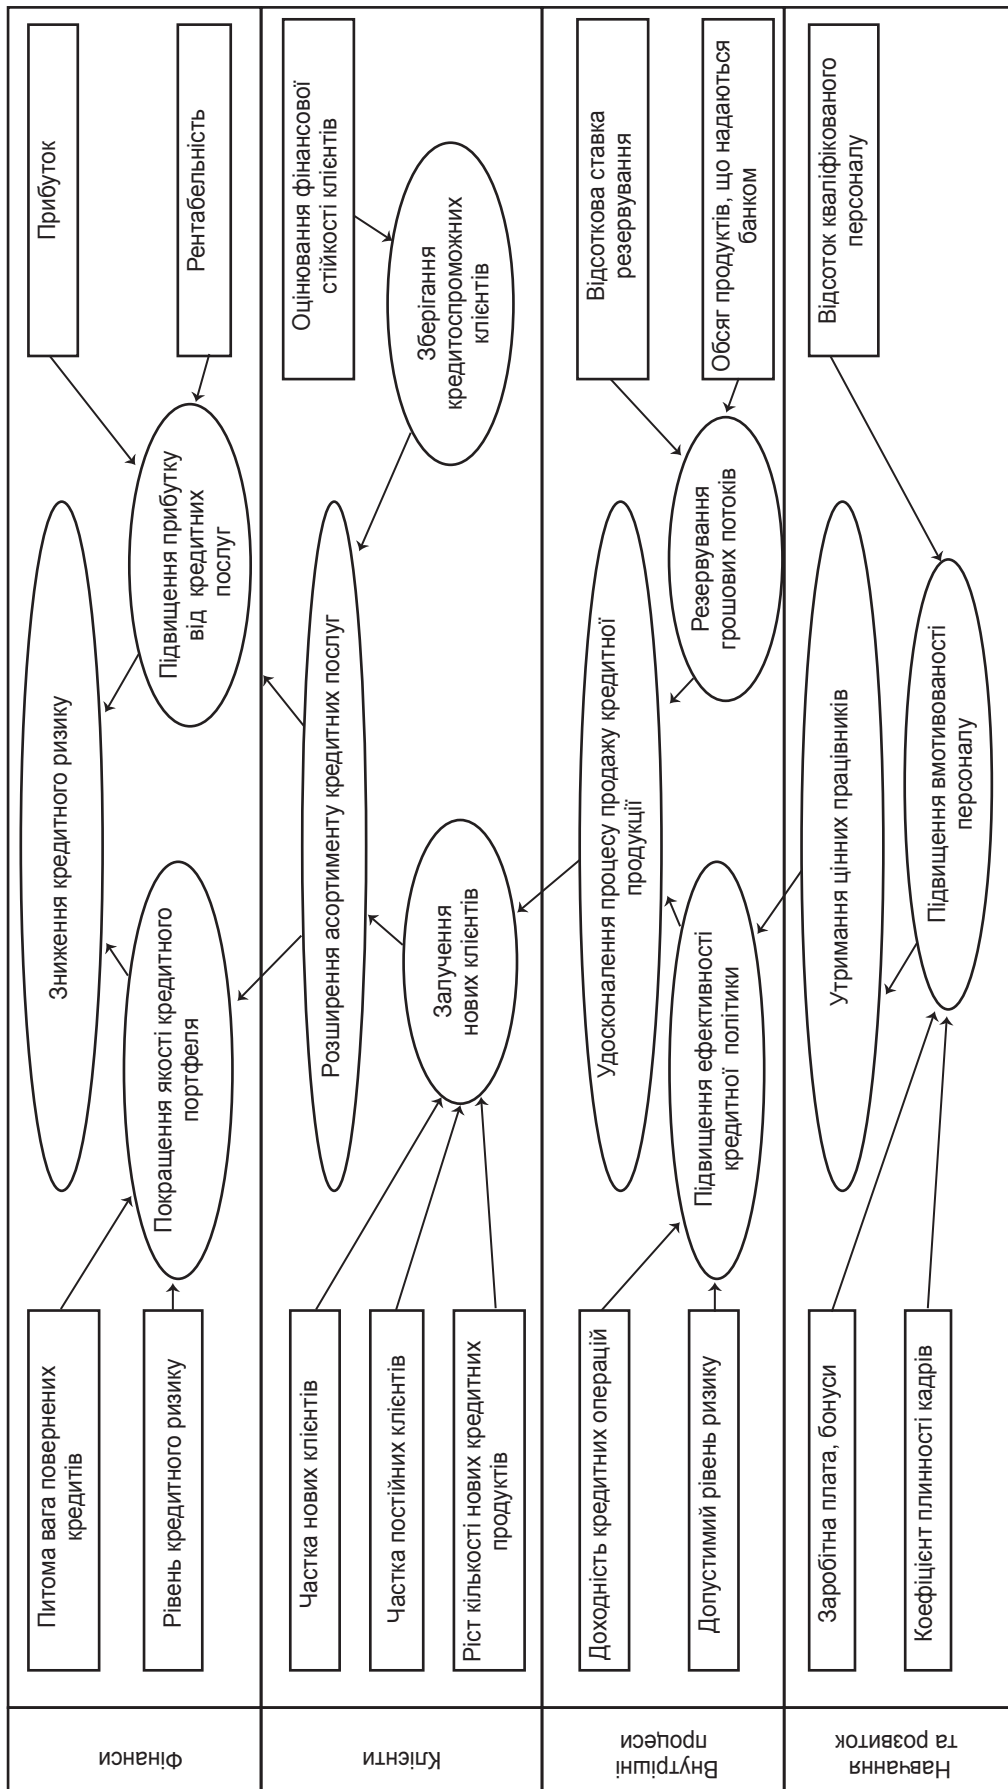 Фінанси
Питома вага повернених
кредитів
Рівень кредитного ризику
Зниження кредитного ризику
Покращення якості кредитного
портфеля
Підвищення прибутку
від кредитних
послуг
Прибуток
Рентабельність
Клієнти
Частка нових клієнтів
Частка постійних клієнтів
Ріст кількості нових кредитних
продуктів
Розширення асортименту кредитних послуг
Залучення
нових клієнтів
Зберігання
кредитоспроможних
клієнтів
Оцінювання фінансової
стійкості клієнтів
Внутрішні
процеси
Доходність кредитних операцій
Допустимий рівень ризику
Удосконалення процесу продажу кредитної
продукції
Підвищення ефективності
кредитної політики
Резервування
грошових потоків
Відсоткова ставка
резервування
Обсяг продуктів, що надаються
банком
Навчання
та розвиток
Заробітна плата, бонуси
Коефіцієнт плинності кадрів
Утримання цінних працівників
Підвищення вмотивованості
персоналу
Відсоток кваліфікованого
персоналу